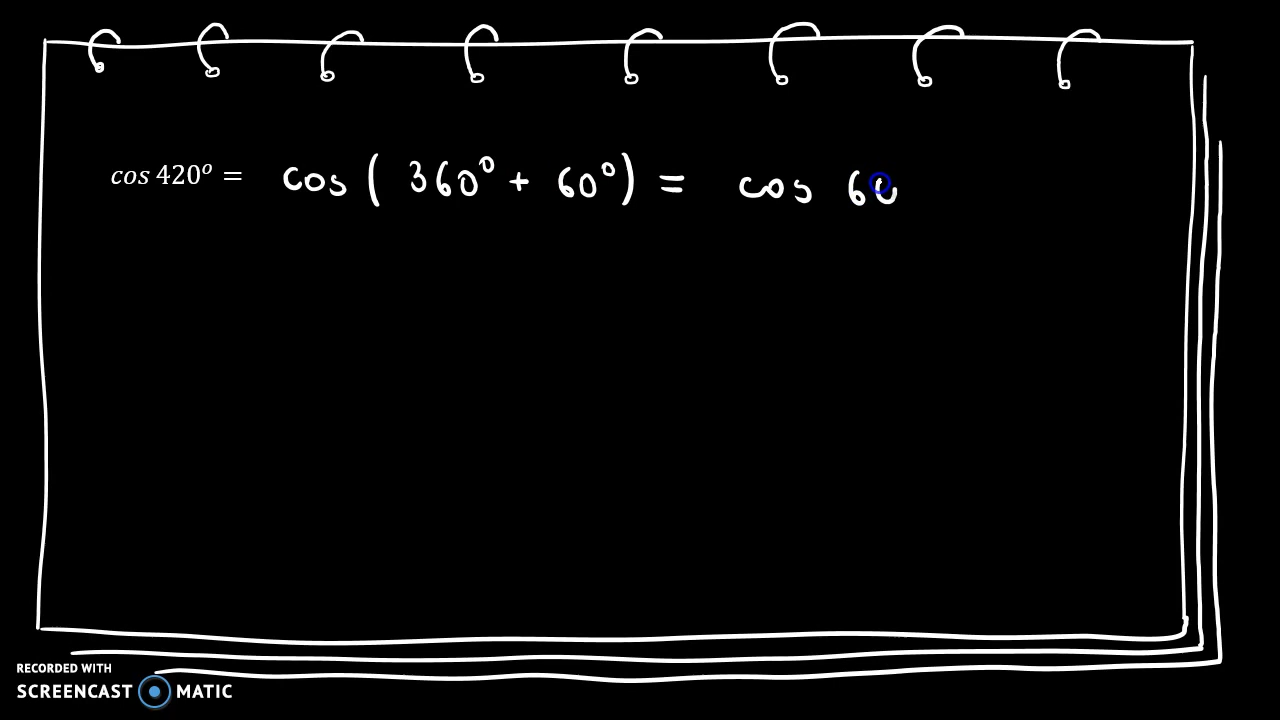 cos 420° = cos ( 360° + 60° ) = cos 60
RECORDED WITH
SCREENCAST MATIC